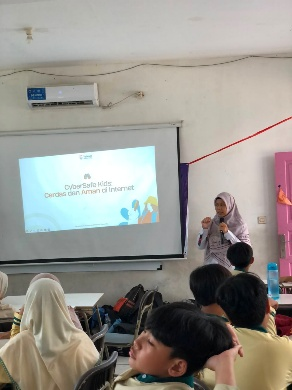 CyberSafe Kids:
Cerdas dan Aman di Internet